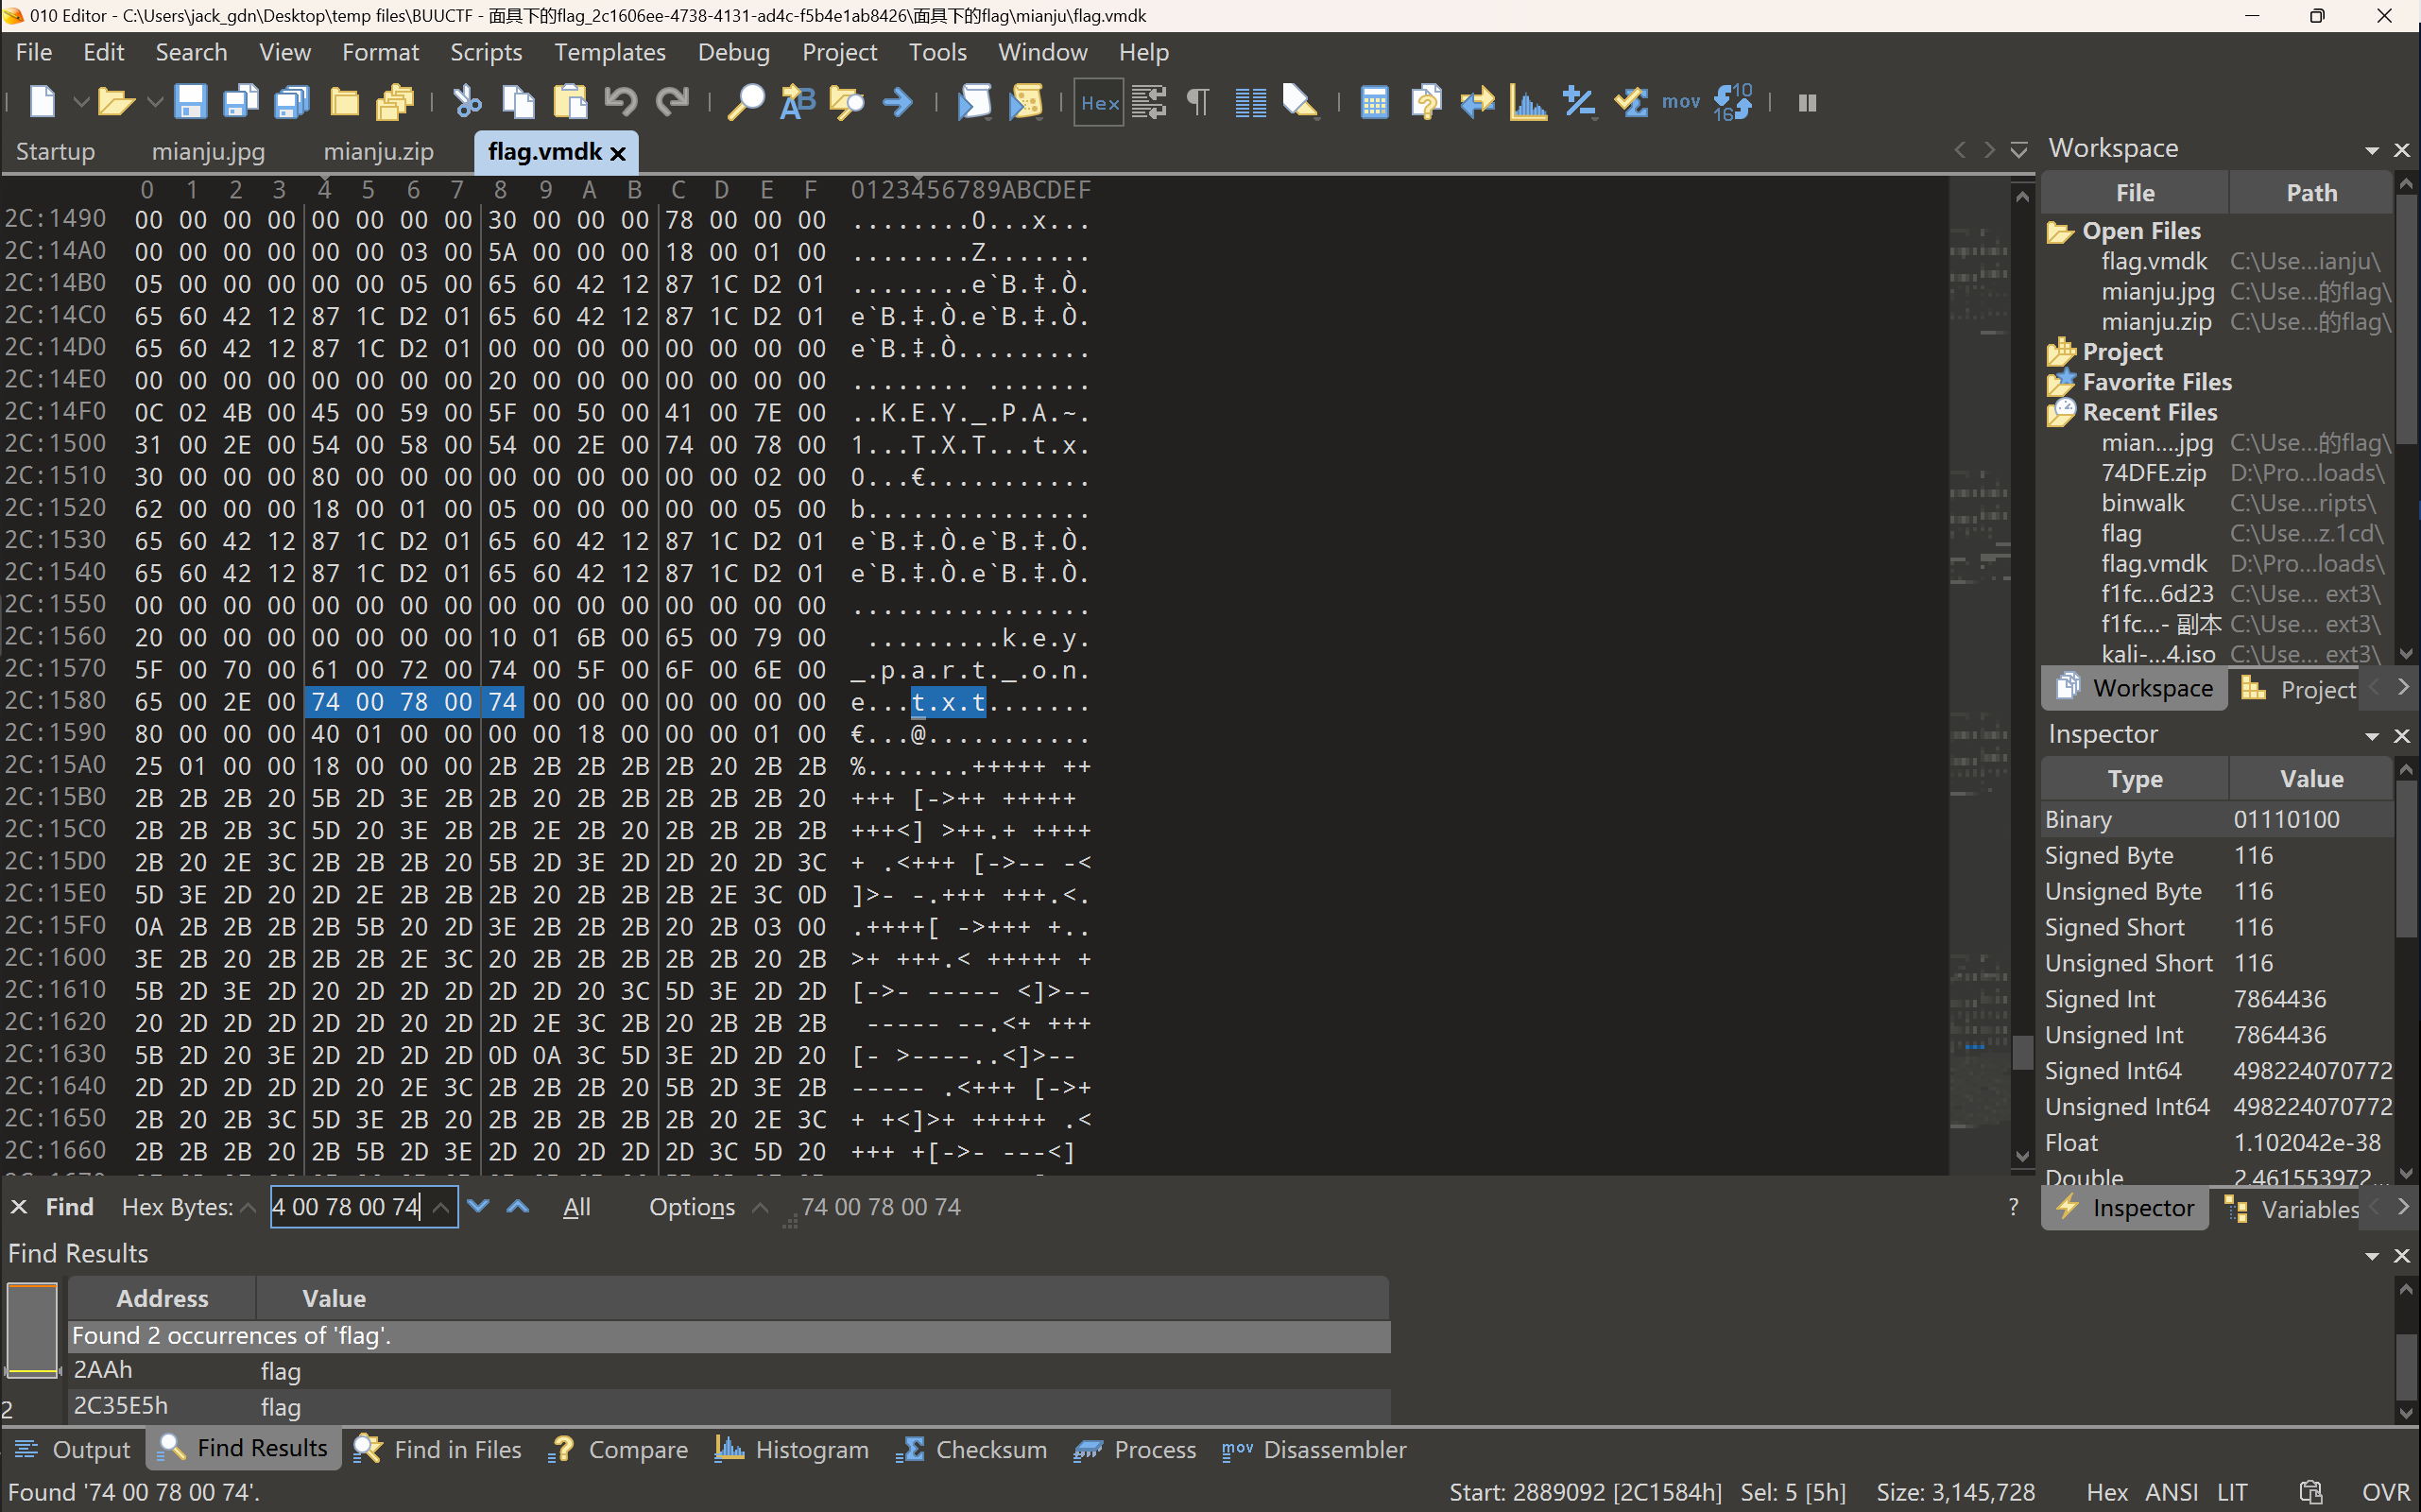 010 Editor - C:\Users\jack_gdn\Desktop\temp files\BUUCTF - 面具下的flag_2c1606ee-4738-4131-ad4c-f5b4e1ab8426\面具下的flag\mianju\flag.vmdk
File Edit Search View Format Scripts Templates Debug Project Tools Window Help
Hex mov
Startup mianju.jpg mianju.zip flag.vmdk
0 1 2 3 4 5 6 7 8 9 A B C D E F 0123456789ABCDEF
2C:1490 00 00 00 00 00 00 00 00 30 00 00 00 78 00 00 00 ........0...x...
2C:14A0 00 00 00 00 00 00 03 00 5A 00 00 00 18 00 01 00 ........Z.......
2C:14B0 05 00 00 00 00 00 05 00 65 60 42 12 87 1C D2 01 ........e`B.‡.Ò.
2C:14C0 65 60 42 12 87 1C D2 01 65 60 42 12 87 1C D2 01 e`B.‡.Ò.e`B.‡.Ò.
2C:14D0 65 60 42 12 87 1C D2 01 00 00 00 00 00 00 00 00 e`B.‡.Ò.........
2C:14E0 00 00 00 00 00 00 00 00 20 00 00 00 00 00 00 00 ........ .......
2C:14F0 0C 02 4B 00 45 00 59 00 5F 00 50 00 41 00 7E 00 ..K.E.Y._.P.A.~.
2C:1500 31 00 2E 00 54 00 58 00 54 00 2E 00 74 00 78 00 1...T.X.T...t.x.
2C:1510 30 00 00 00 80 00 00 00 00 00 00 00 00 00 02 00 0...€...........
2C:1520 62 00 00 00 18 00 01 00 05 00 00 00 00 00 05 00 b...............
2C:1530 65 60 42 12 87 1C D2 01 65 60 42 12 87 1C D2 01 e`B.‡.Ò.e`B.‡.Ò.
2C:1540 65 60 42 12 87 1C D2 01 65 60 42 12 87 1C D2 01 e`B.‡.Ò.e`B.‡.Ò.
2C:1550 00 00 00 00 00 00 00 00 00 00 00 00 00 00 00 00 ................
2C:1560 20 00 00 00 00 00 00 00 10 01 6B 00 65 00 79 00  .........k.e.y.
2C:1570 5F 00 70 00 61 00 72 00 74 00 5F 00 6F 00 6E 00 _.p.a.r.t._.o.n.
2C:1580 65 00 2E 00 74 00 78 00 74 00 00 00 00 00 00 00 e...t.x.t.......
2C:1590 80 00 00 00 40 01 00 00 00 00 18 00 00 00 01 00 €...@...........
2C:15A0 25 01 00 00 18 00 00 00 2B 2B 2B 2B 2B 20 2B 2B %.......+++++ ++
2C:15B0 2B 2B 2B 20 5B 2D 3E 2B 2B 20 2B 2B 2B 2B 2B 20 +++ [->++ +++++
2C:15C0 2B 2B 2B 3C 5D 20 3E 2B 2B 2E 2B 20 2B 2B 2B 2B +++<] >++.+ ++++
2C:15D0 2B 20 2E 3C 2B 2B 2B 20 5B 2D 3E 2D 2D 20 2D 3C + .<+++ [->-- -<
2C:15E0 5D 3E 2D 20 2D 2E 2B 2B 2B 20 2B 2B 2B 2E 3C 0D ]>- -.+++ +++.<.
2C:15F0 0A 2B 2B 2B 2B 5B 20 2D 3E 2B 2B 2B 20 2B 03 00 .++++[ ->+++ +..
2C:1600 3E 2B 20 2B 2B 2B 2E 3C 20 2B 2B 2B 2B 2B 20 2B >+ +++.< +++++ +
2C:1610 5B 2D 3E 2D 20 2D 2D 2D 2D 2D 20 3C 5D 3E 2D 2D [->- ----- <]>--
2C:1620 20 2D 2D 2D 2D 2D 20 2D 2D 2E 3C 2B 20 2B 2B 2B  ----- --.<+ +++
2C:1630 5B 2D 20 3E 2D 2D 2D 2D 0D 0A 3C 5D 3E 2D 2D 20 [- >----..<]>--
2C:1640 2D 2D 2D 2D 2D 20 2E 3C 2B 2B 2B 20 5B 2D 3E 2B ----- .<+++ [->+
2C:1650 2B 20 2B 3C 5D 3E 2B 20 2B 2B 2B 2B 2B 20 2E 3C + +<]>+ +++++ .<
2C:1660 2B 2B 2B 20 2B 5B 2D 3E 2D 20 2D 2D 2D 3C 5D 20 +++ +[->- ---<]
Find Hex Bytes: 4 00 78 00 74 All Options 74 00 78 00 74 ?
Find Results
Address Value
Found 2 occurrences of 'flag'.
2AAh flag
2C35E5h flag
2
Output Find Results Find in Files Compare Histogram Checksum Process mov Disassembler
Found '74 00 78 00 74'. Start: 2889092 [2C1584h] Sel: 5 [5h] Size: 3,145,728 Hex ANSI LIT OVR
Workspace
File Path
Open Files
flag.vmdk C:\Use...ianju\
mianju.jpg C:\Use...的flag\
mianju.zip C:\Use...的flag\
Project
Favorite Files
Recent Files
mian....jpg C:\Use...的flag\
74DFE.zip D:\Pro...loads\
binwalk C:\Use...ripts\
flag C:\Use...z.1cd\
flag.vmdk D:\Pro...loads\
f1fc...6d23 C:\Use... ext3\
f1fc...- 副本 C:\Use... ext3\
kali-...4.iso C:\Use... ext3\
Workspace Project
Inspector
Type Value
Binary 01110100
Signed Byte 116
Unsigned Byte 116
Signed Short 116
Unsigned Short 116
Signed Int 7864436
Unsigned Int 7864436
Signed Int64 498224070772
Unsigned Int64 498224070772
Float 1.102042e-38
Double 2.461553972...
Inspector Variables